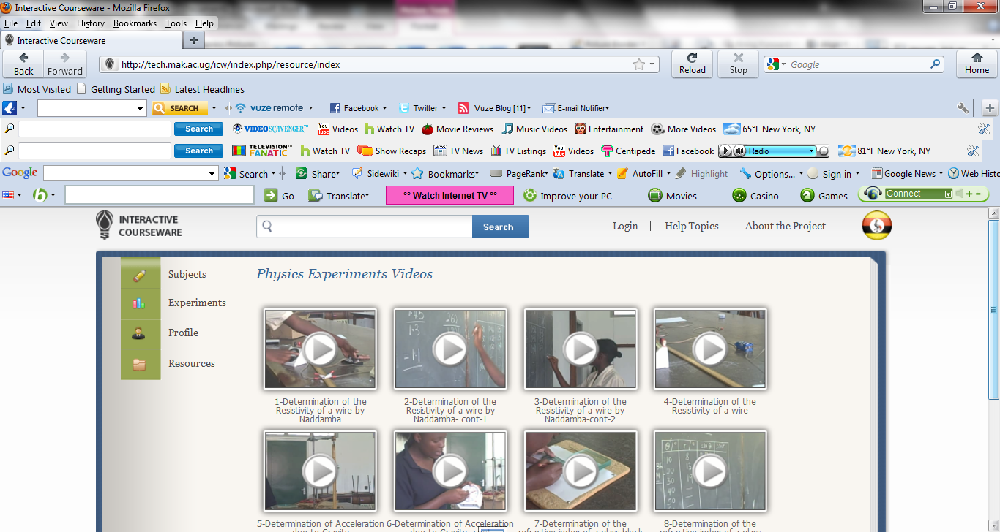 Interactive Courseware - Mozilla Firefox
File Edit View History Bookmarks Tools Help
Interactive Courseware
Back Forward http://tech.mak.ac.ug/icw/index.php/resource/index Reload Stop Google Home
Most Visited Getting Started Latest Headlines
SEARCH vuze remote Facebook Twitter Vuze Blog [11] E-mail Notifier
Search VIDEOSCAVENGER™ Videos Watch TV Movie Reviews Music Videos Entertainment More Videos 65°F New York, NY
Search TELEVISION FANATIC™ Watch TV Show Recaps TV News TV Listings Videos Centipede Facebook Radio 81°F New York, NY
Google Search Share Sidewiki Bookmarks PageRank Translate AutoFill Highlight Options... Sign in Google News Web Histo
Go Translate °° Watch Internet TV °° Improve your PC Movies Casino Games Connect
INTERACTIVE
COURSEWARE
Search Login | Help Topics | About the Project
Subjects
Experiments
Profile
Resources
Physics Experiments Videos
1-Determination of the
Resistivity of a wire by
Naddamba
2-Determination of the
Resistivity of a wire by
Naddamba- cont-1
3-Determination of the
Resistivity of a wire by
Naddamba-cont-2
4-Determination of the
Resistivity of a wire
5-Determination of Acceleration
due to Gravity
6-Determination of Acceleration
due to Gravity
7-Determination of the
refractive index of a glass block
8-Determination of the
refractive index of a glass